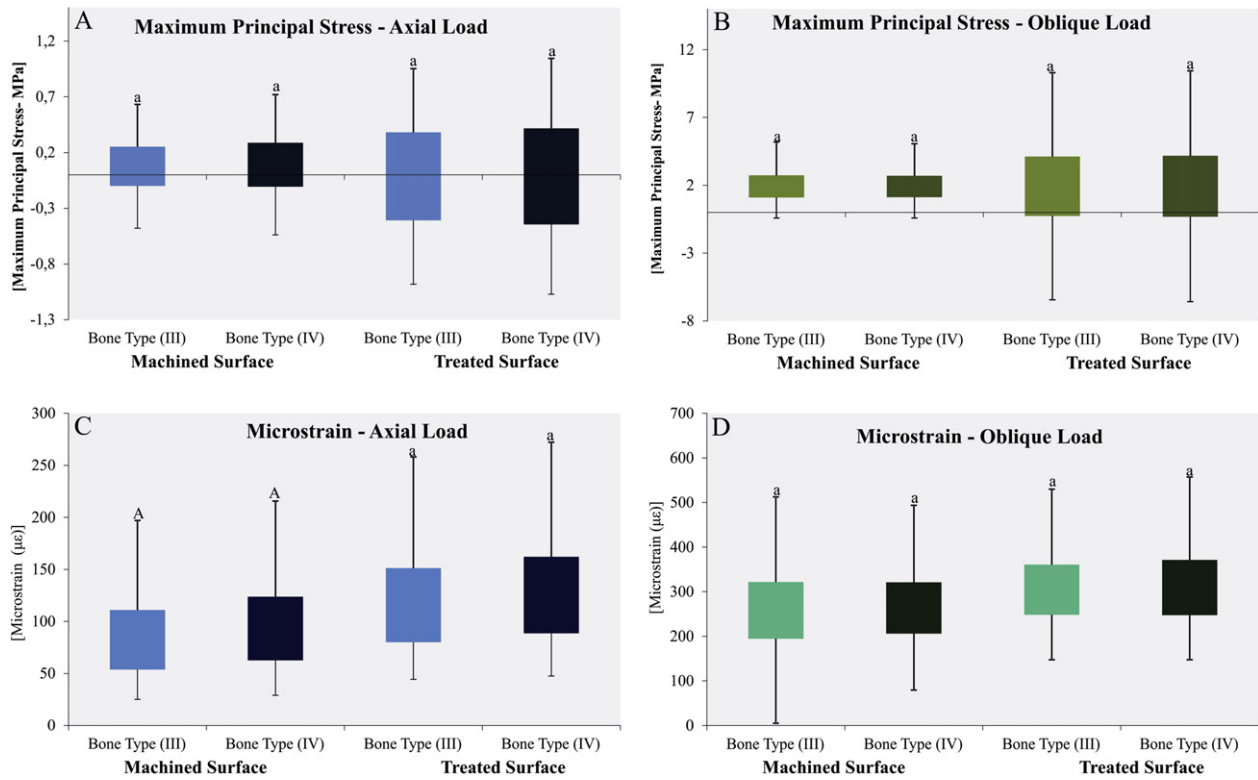 A
Maximum Principal Stress - Axial Load
[Maximum Principal Stress- MPa]
1,2
0,7
0,2
-0,3
-0,8
-1,3
a
a
a
a
Bone Type (III)
Bone Type (IV)
Bone Type (III)
Bone Type (IV)
Machined Surface
Treated Surface
B
Maximum Principal Stress - Oblique Load
[Maximum Principal Stress- MPa]
12
7
2
-3
-8
a
a
a
a
Bone Type (III)
Bone Type (IV)
Bone Type (III)
Bone Type (IV)
Machined Surface
Treated Surface
C
Microstrain - Axial Load
[Microstrain (με)]
300
250
200
150
100
50
0
A
A
a
a
Bone Type (III)
Bone Type (IV)
Bone Type (III)
Bone Type (IV)
Machined Surface
Treated Surface
D
Microstrain - Oblique Load
[Microstrain (με)]
700
600
500
400
300
200
100
0
a
a
a
a
Bone Type (III)
Bone Type (IV)
Bone Type (III)
Bone Type (IV)
Machined Surface
Treated Surface